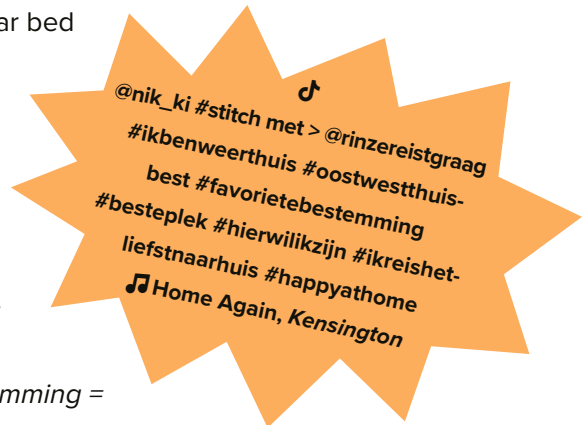 ar bed
@nik_ki #stitch met > @rinzereistgraag
#ikbenweerthuis #oostwestthuis-
best #favorietebestemming
#besteplek #hierwilikzijn #ikreishet-
liefstnaarhuis #happyathome
Home Again, Kensington
mming =